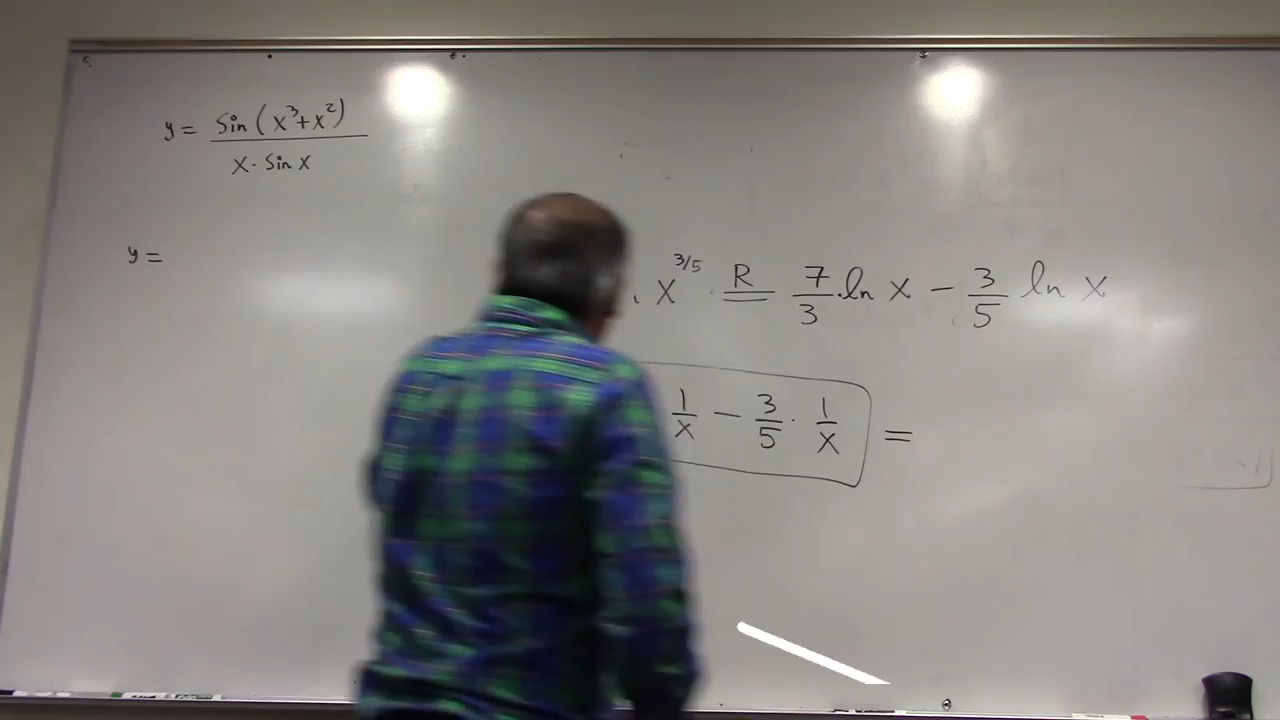 y = sin(x³+x²) / x · sin x
y =
. x^{3/5} · R = 7/3 · ln x − 3/5 ln x
1/x − 3/5 · 1/x =